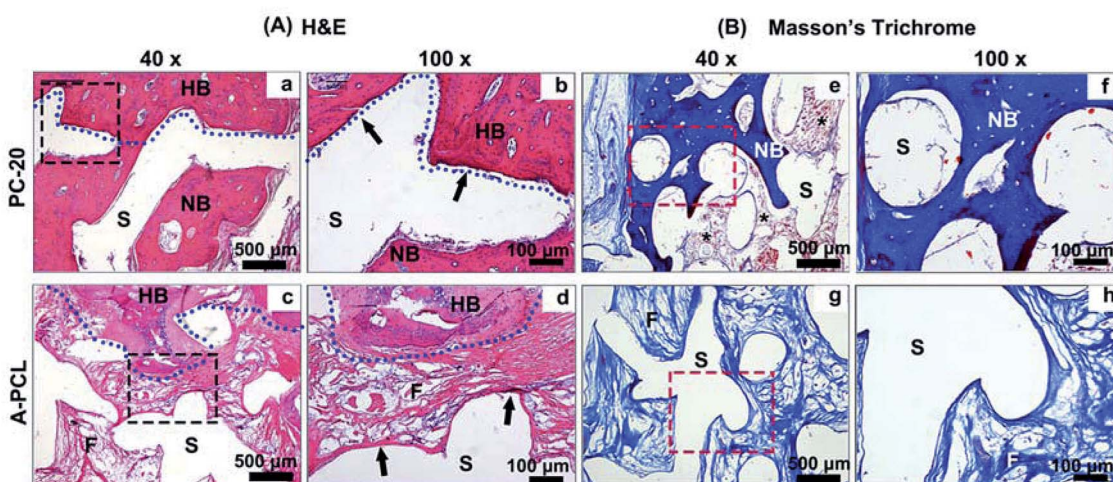 (A) H&E
(B) Masson's Trichrome
40 x
100 x
40 x
100 x
PC-20
a
HB
S
NB
500 µm
b
HB
S
NB
100 µm
e
*
NB
S
*
*
500 µm
f
NB
S
100 µm
A-PCL
c
HB
F
S
500 µm
d
HB
F
S
100 µm
g
F
S
500 µm
h
S
F
100 µm